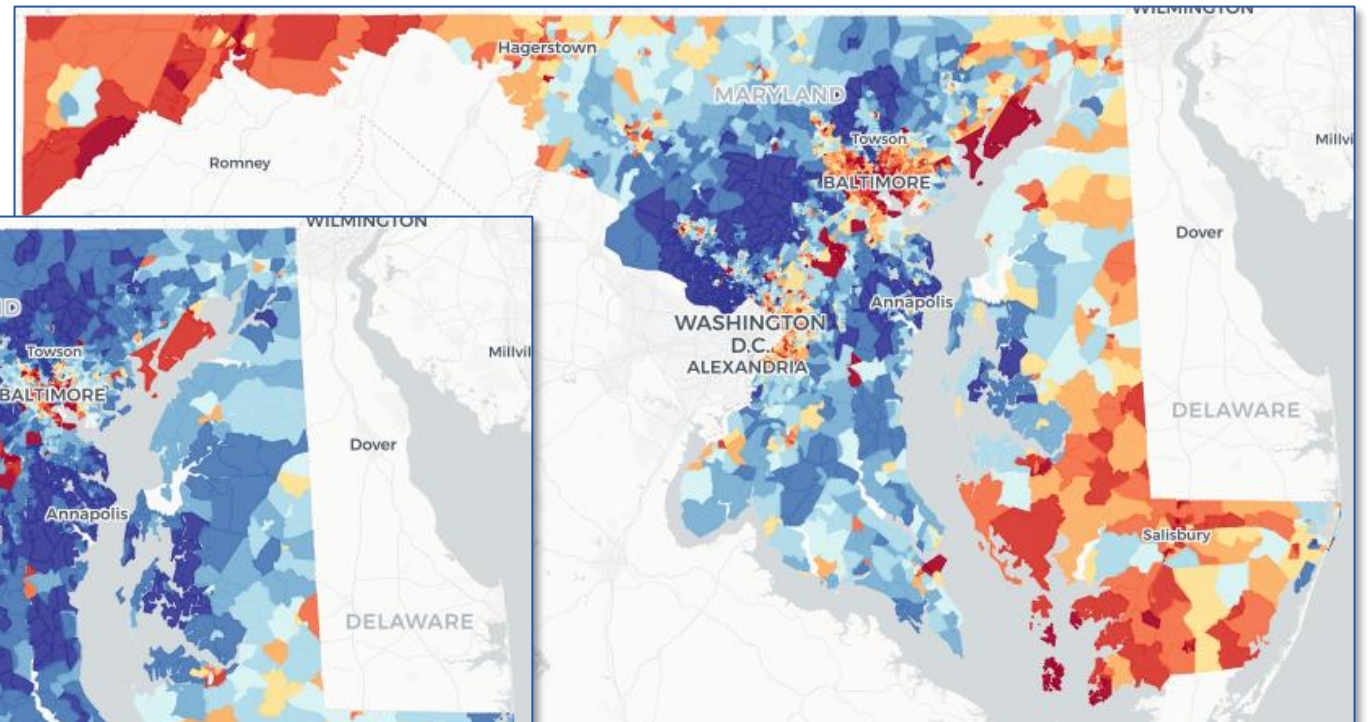 WILMINGTON
Hagerstown
MARYLAND
Towson
Millvi
Romney
BALTIMORE
Dover
Annapolis
WASHINGTON
D.C.
ALEXANDRIA
DELAWARE
Salisbury
WILMINGTON
D
Towson
Millvil
BALTIMORE
Dover
Annapolis
DELAWARE